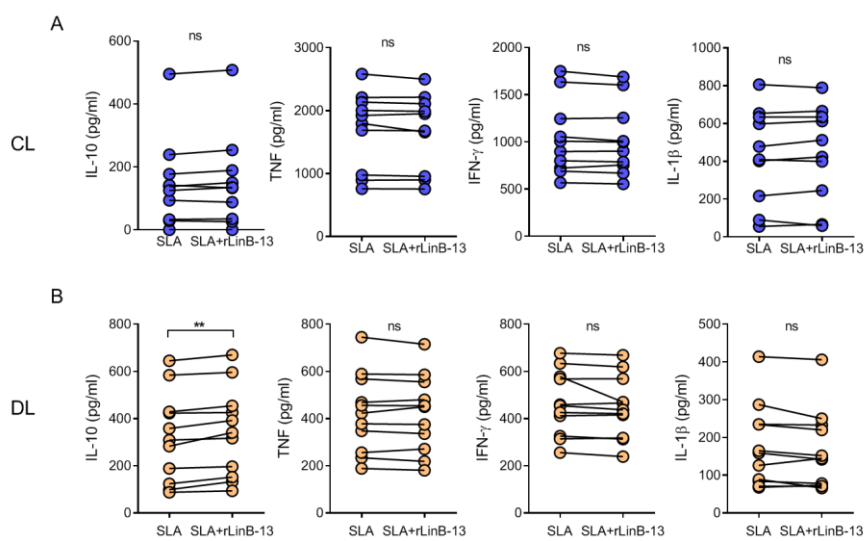 A
CL
IL-10 (pg/ml)
600
400
200
0
ns
SLA SLA+rLinB-13
TNF (pg/ml)
3000
2000
1000
0
ns
SLA SLA+rLinB-13
IFN-γ (pg/ml)
2000
1500
1000
500
0
ns
SLA SLA+rLinB-13
IL-1β (pg/ml)
1000
800
600
400
200
0
ns
SLA SLA+rLinB-13
B
DL
IL-10 (pg/ml)
800
600
400
200
0
**
SLA SLA+rLinB-13
TNF (pg/ml)
800
600
400
200
0
ns
SLA SLA+rLinB-13
IFN-γ (pg/ml)
800
600
400
200
0
ns
SLA SLA+rLinB-13
IL-1β (pg/ml)
500
400
300
200
100
0
ns
SLA SLA+rLinB-13